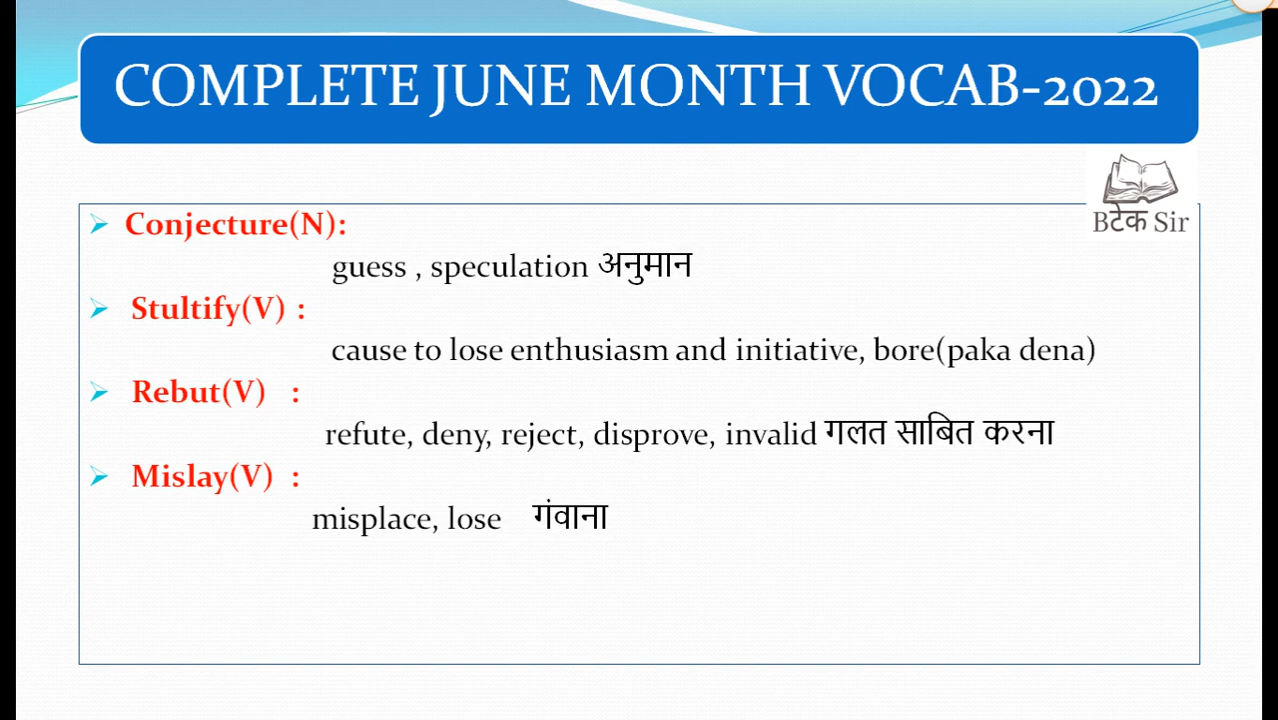 COMPLETE JUNE MONTH VOCAB-2022
Bटेक Sir
Conjecture(N):
guess , speculation अनुमान
Stultify(V) :
cause to lose enthusiasm and initiative, bore(paka dena)
Rebut(V) :
refute, deny, reject, disprove, invalid गलत साबित करना
Mislay(V) :
misplace, lose गंवाना